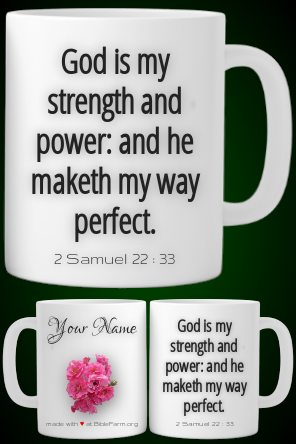 God is my
strength and
power: and he
maketh my way
perfect.
2 Samuel 22 : 33
Your Name
made with ♥ at BibleFarm.org
God is my
strength and
power: and he
maketh my way
perfect.
2 Samuel 22 : 33